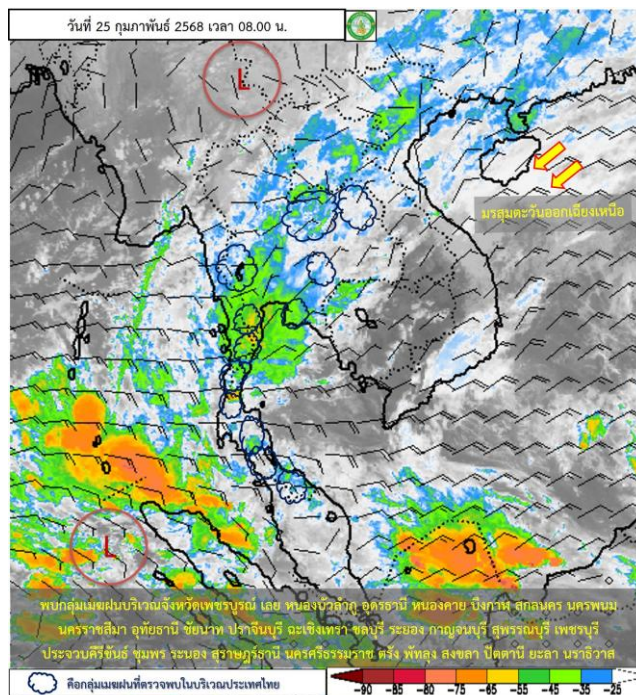 วันที่ 25 กุมภาพันธ์ 2568 เวลา 08.00 น.
L
มรสุมตะวันออกเฉียงเหนือ
L
พบกลุ่มเมฆฝนบริเวณจังหวัดเพชรบูรณ์ เลย หนองบัวลำภู อุดรธานี หนองคาย บึงกาฬ สกลนคร นครพนม
นครราชสีมา อุทัยธานี ชัยนาท ปราจีนบุรี ฉะเชิงเทรา ชลบุรี ระยอง กาญจนบุรี สุพรรณบุรี เพชรบุรี
ประจวบคีรีขันธ์ ชุมพร ระนอง สุราษฎร์ธานี นครศรีธรรมราช ตรัง พัทลุง สงขลา ปัตตานี ยะลา นราธิวาส
คือกลุ่มเมฆฝนที่ตรวจพบในบริเวณประเทศไทย
-90 -85 -75 -65 -55 -45 -35 -25